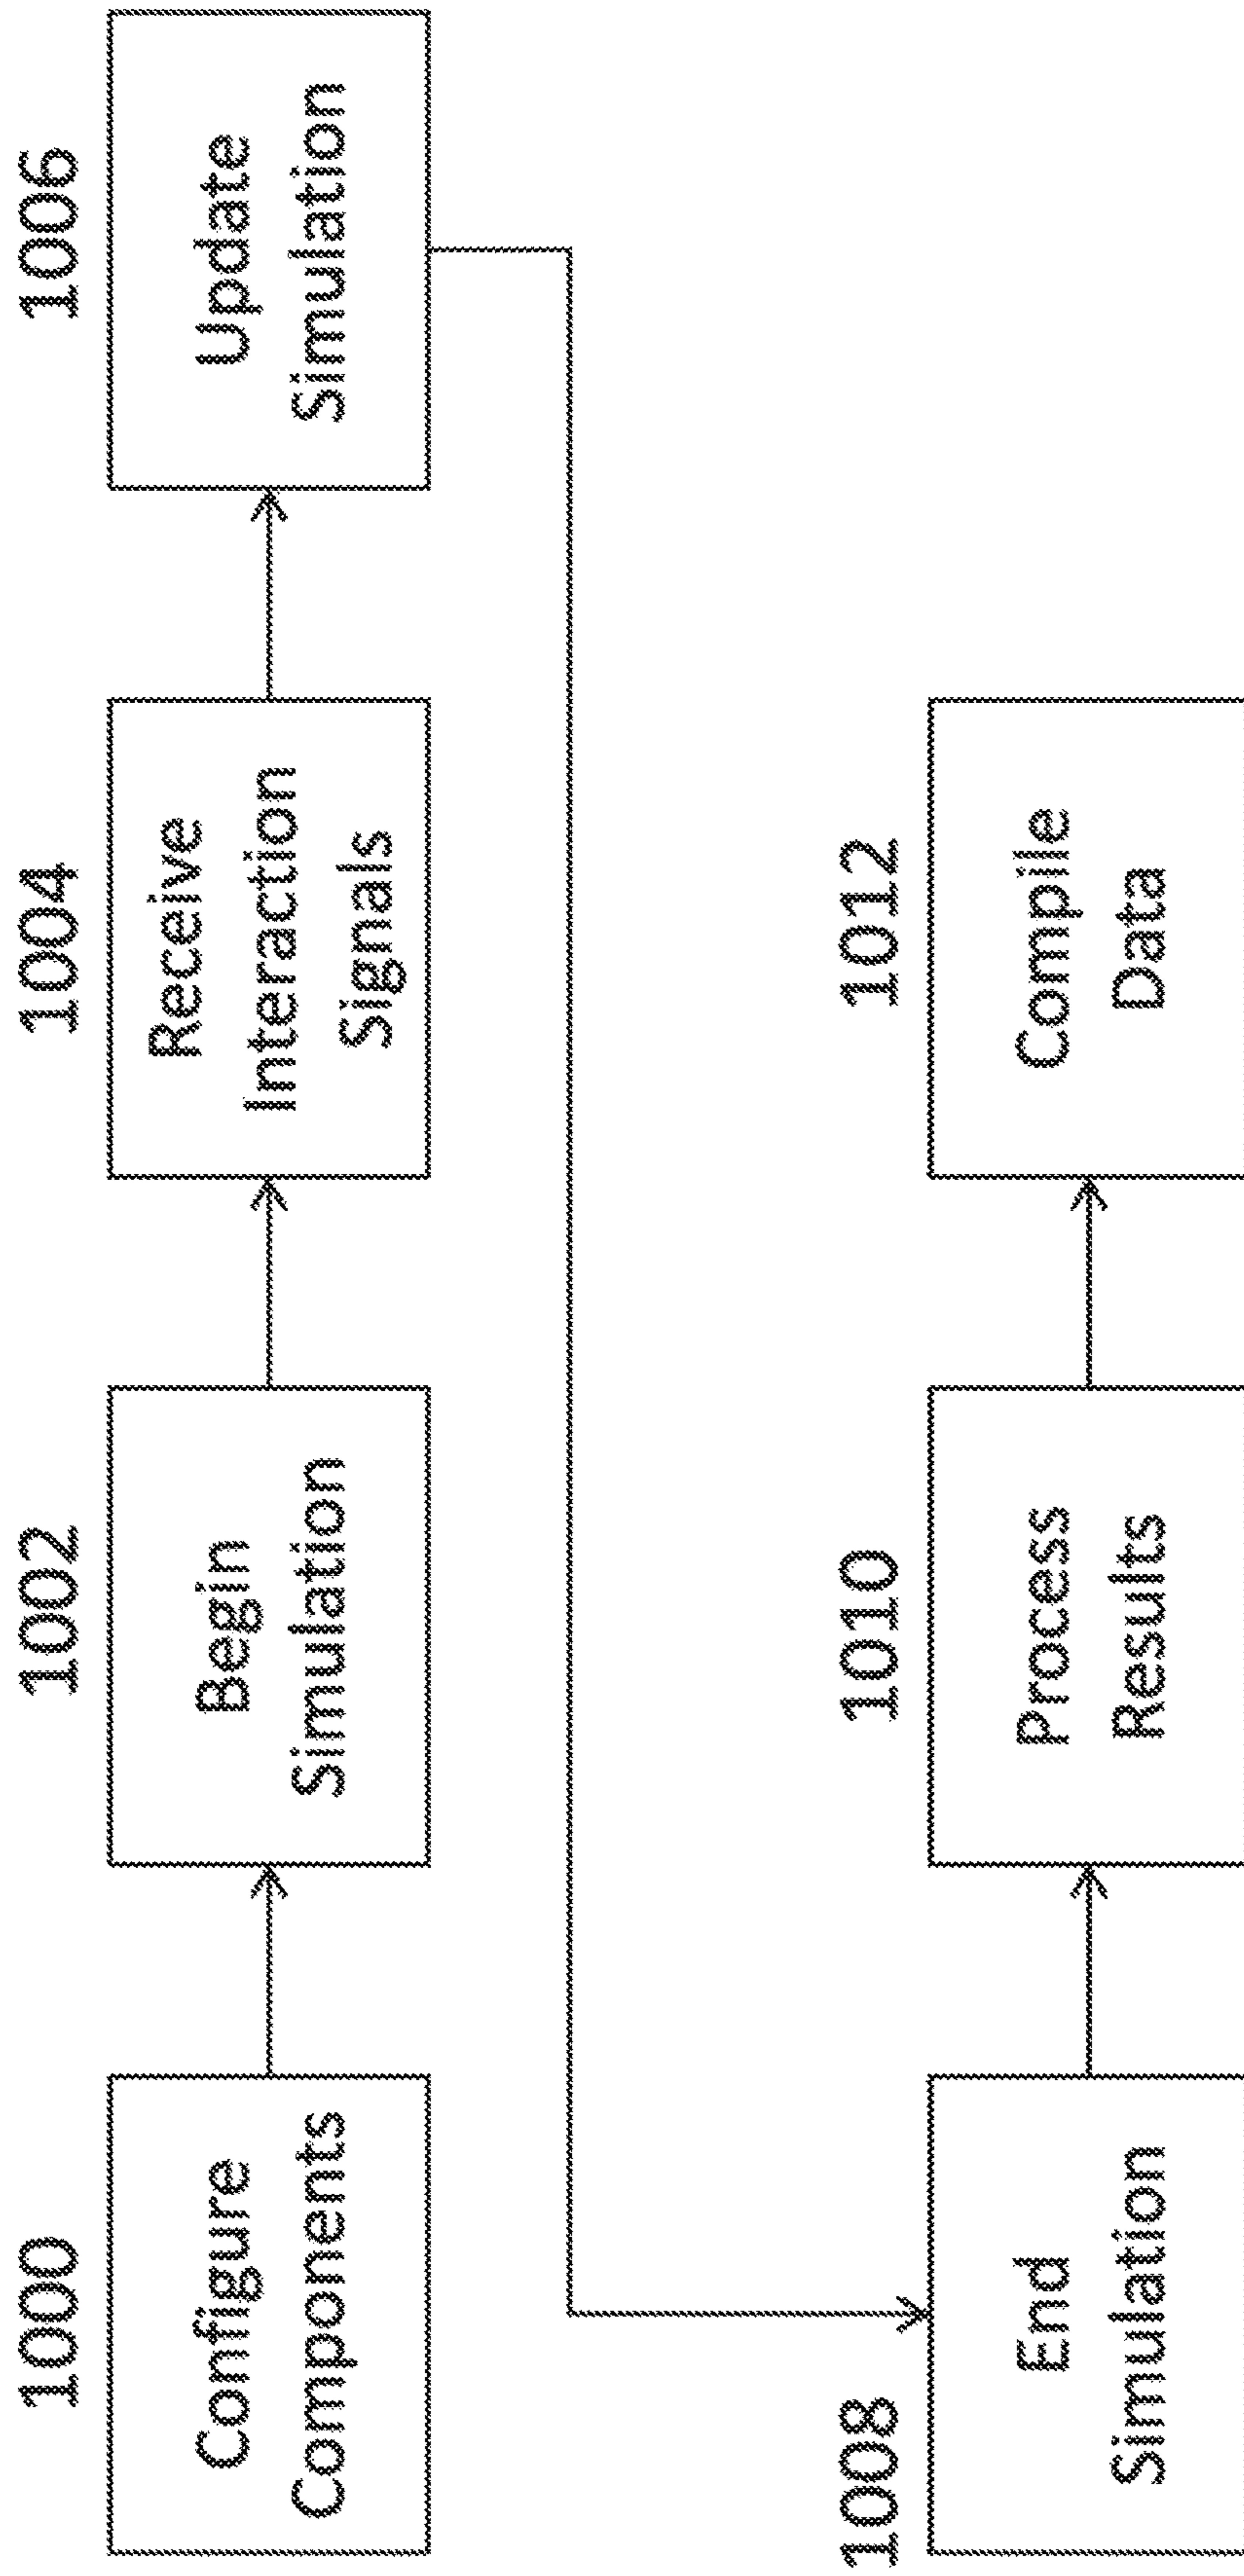 1000
Configure
Components
1002
Begin
Simulation
1004
Receive
Interaction
Signals
1006
Update
Simulation
1008
End
Simulation
1010
Process
Results
1012
Compile
Data